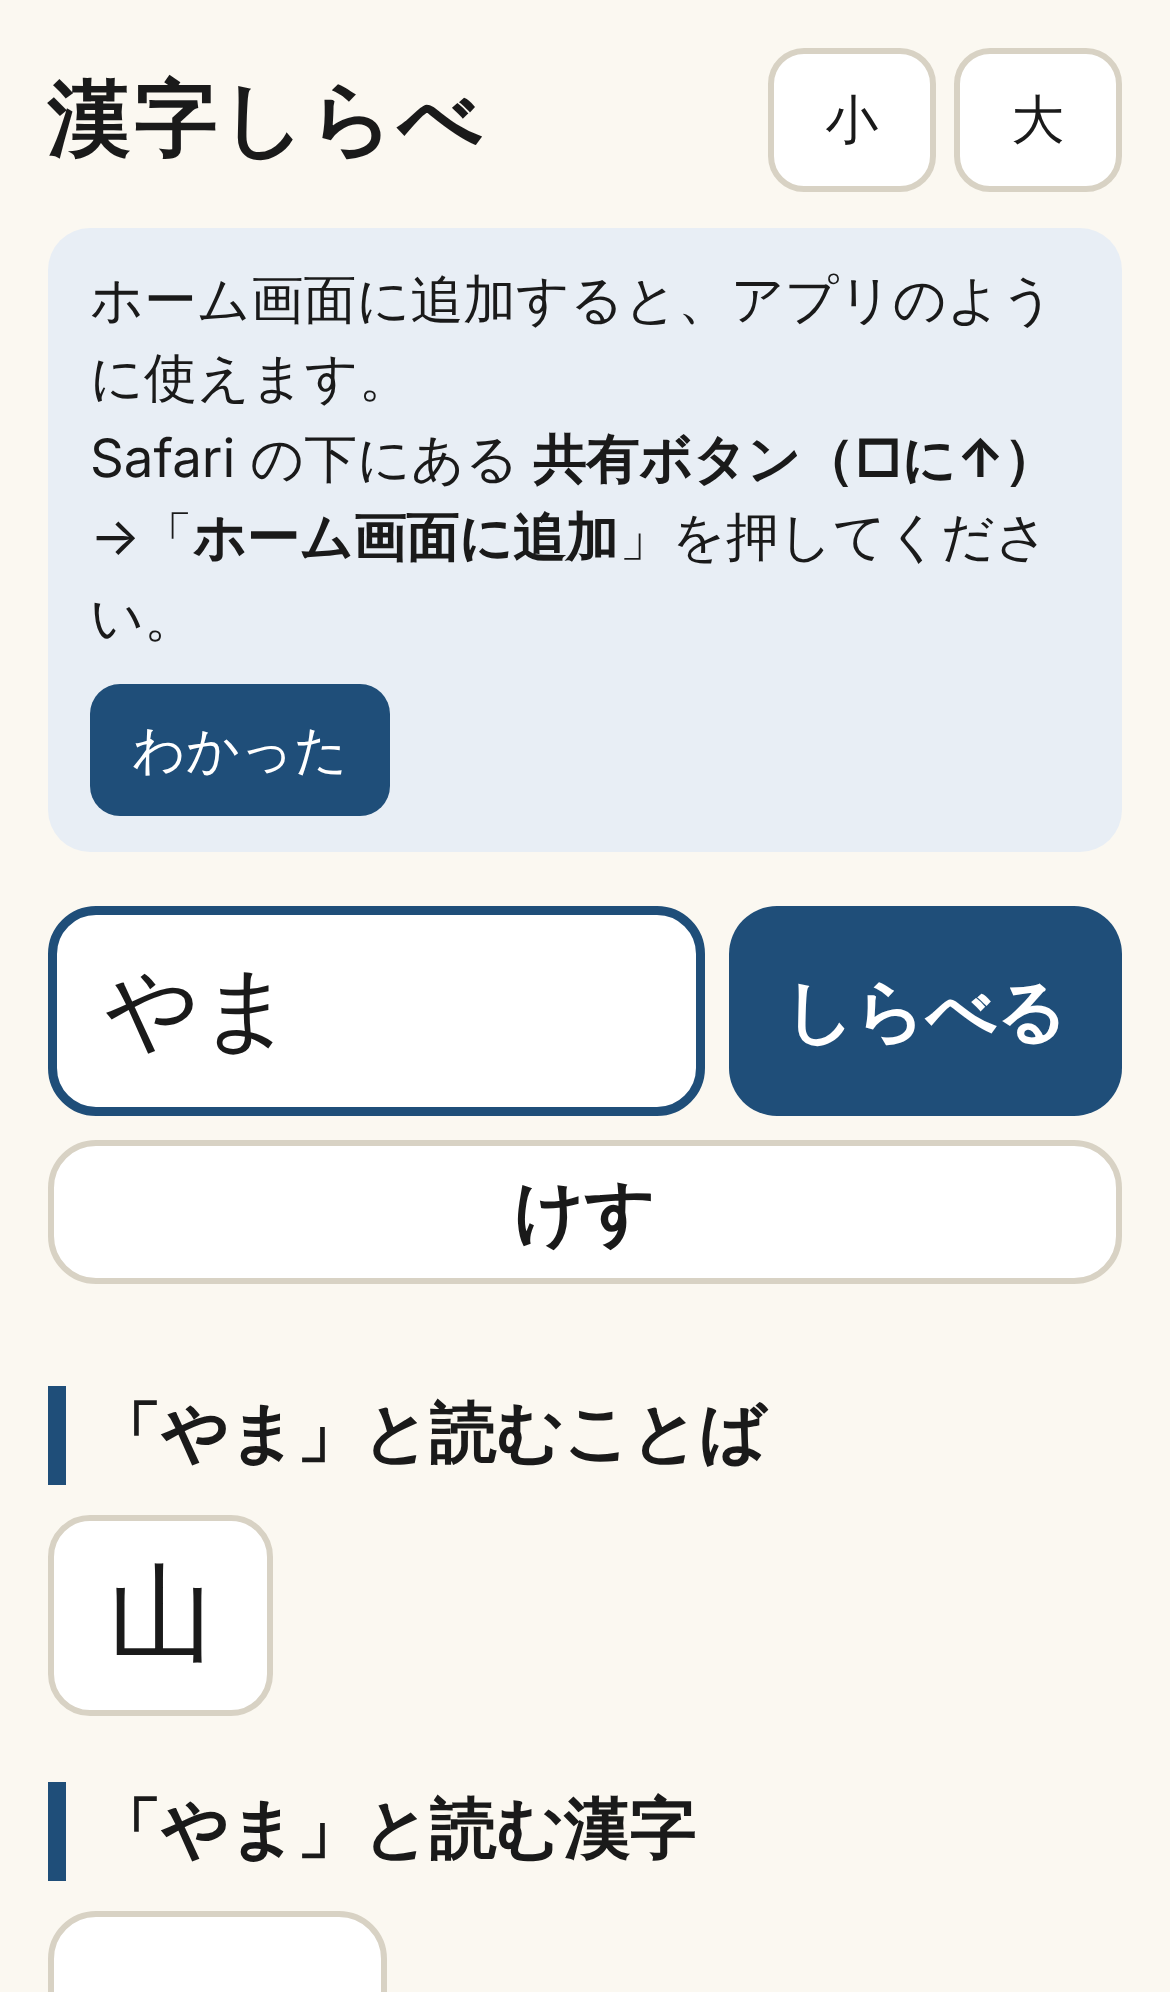 漢字しらべ
小
大
ホーム画面に追加すると、アプリのよう
に使えます。
Safari の下にある 共有ボタン（□に↑）
→「ホーム画面に追加」を押してくださ
い。
わかった
やま
しらべる
けす
「やま」と読むことば
山
「やま」と読む漢字